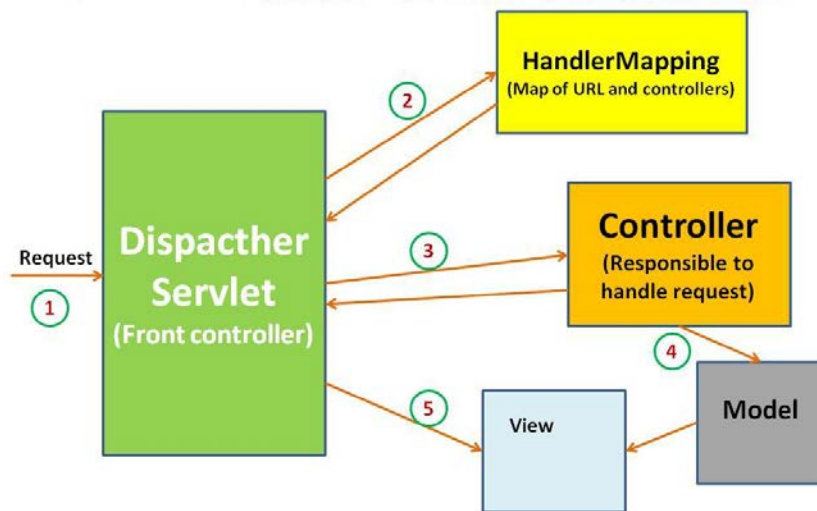 HandlerMapping
(Map of URL and controllers)
2
Request
1
Dispacther
Servlet
(Front controller)
3
Controller
(Responsible to
handle request)
4
5
View
Model